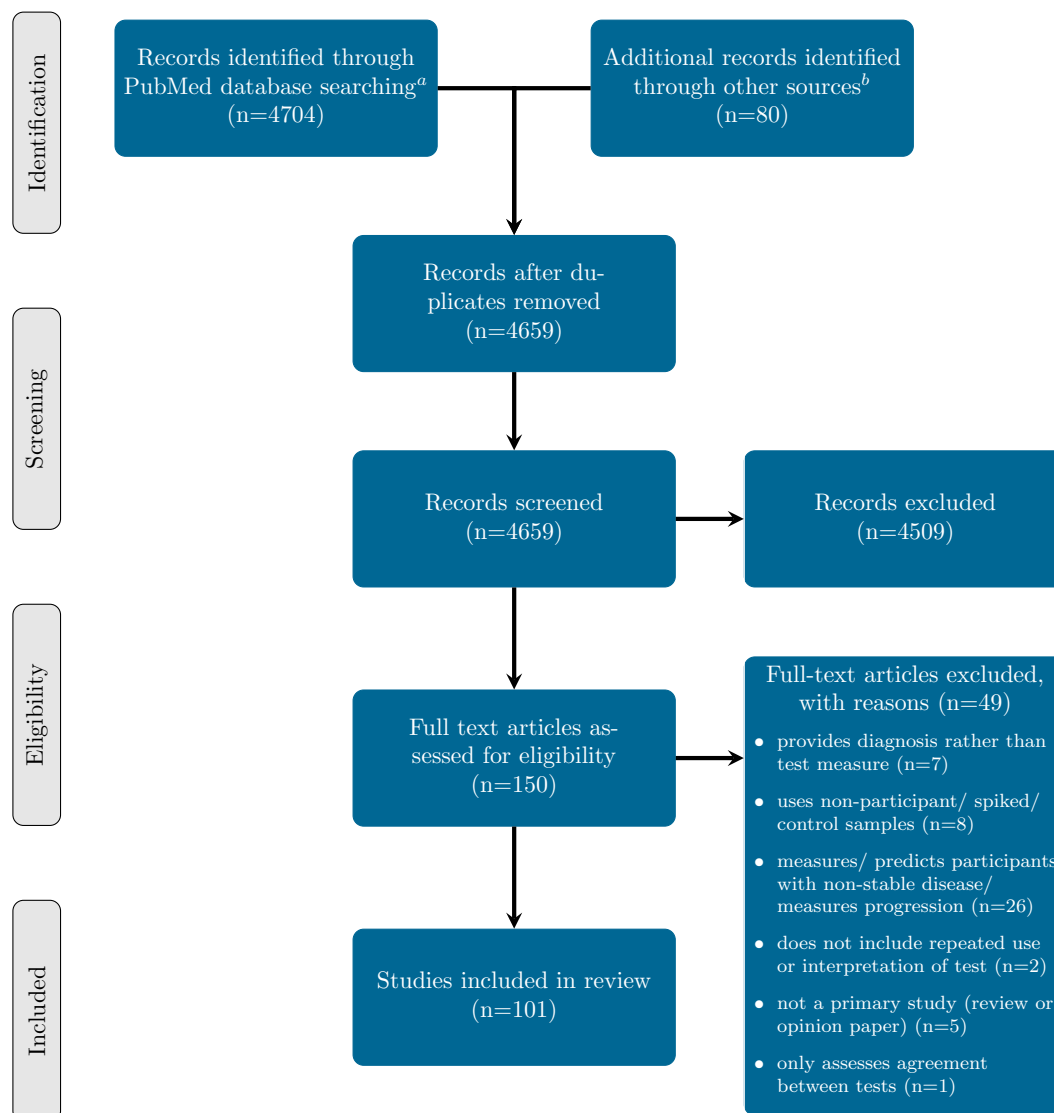 Identification
Records identified through
PubMed database searching^a
(n=4704)
Additional records identified
through other sources^b
(n=80)
Records after du-
plicates removed
(n=4659)
Screening
Records screened
(n=4659)
Records excluded
(n=4509)
Eligibility
Full text articles as-
sessed for eligibility
(n=150)
Full-text articles excluded,
with reasons (n=49)
• provides diagnosis rather than
test measure (n=7)
• uses non-participant/ spiked/
control samples (n=8)
• measures/ predicts participants
with non-stable disease/
measures progression (n=26)
• does not include repeated use
or interpretation of test (n=2)
• not a primary study (review or
opinion paper) (n=5)
• only assesses agreement
between tests (n=1)
Included
Studies included in review
(n=101)